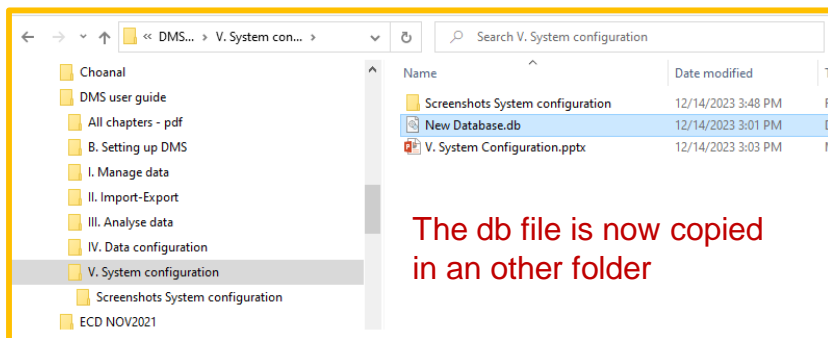 « DMS... › V. System con... ›
Search V. System configuration
Choanal
DMS user guide
All chapters - pdf
B. Setting up DMS
I. Manage data
II. Import-Export
III. Analyse data
IV. Data configuration
V. System configuration
Screenshots System configuration
ECD NOV2021
Name Date modified
Screenshots System configuration 12/14/2023 3:48 PM
New Database.db 12/14/2023 3:01 PM
V. System Configuration.pptx 12/14/2023 3:03 PM
The db file is now copied
in an other folder